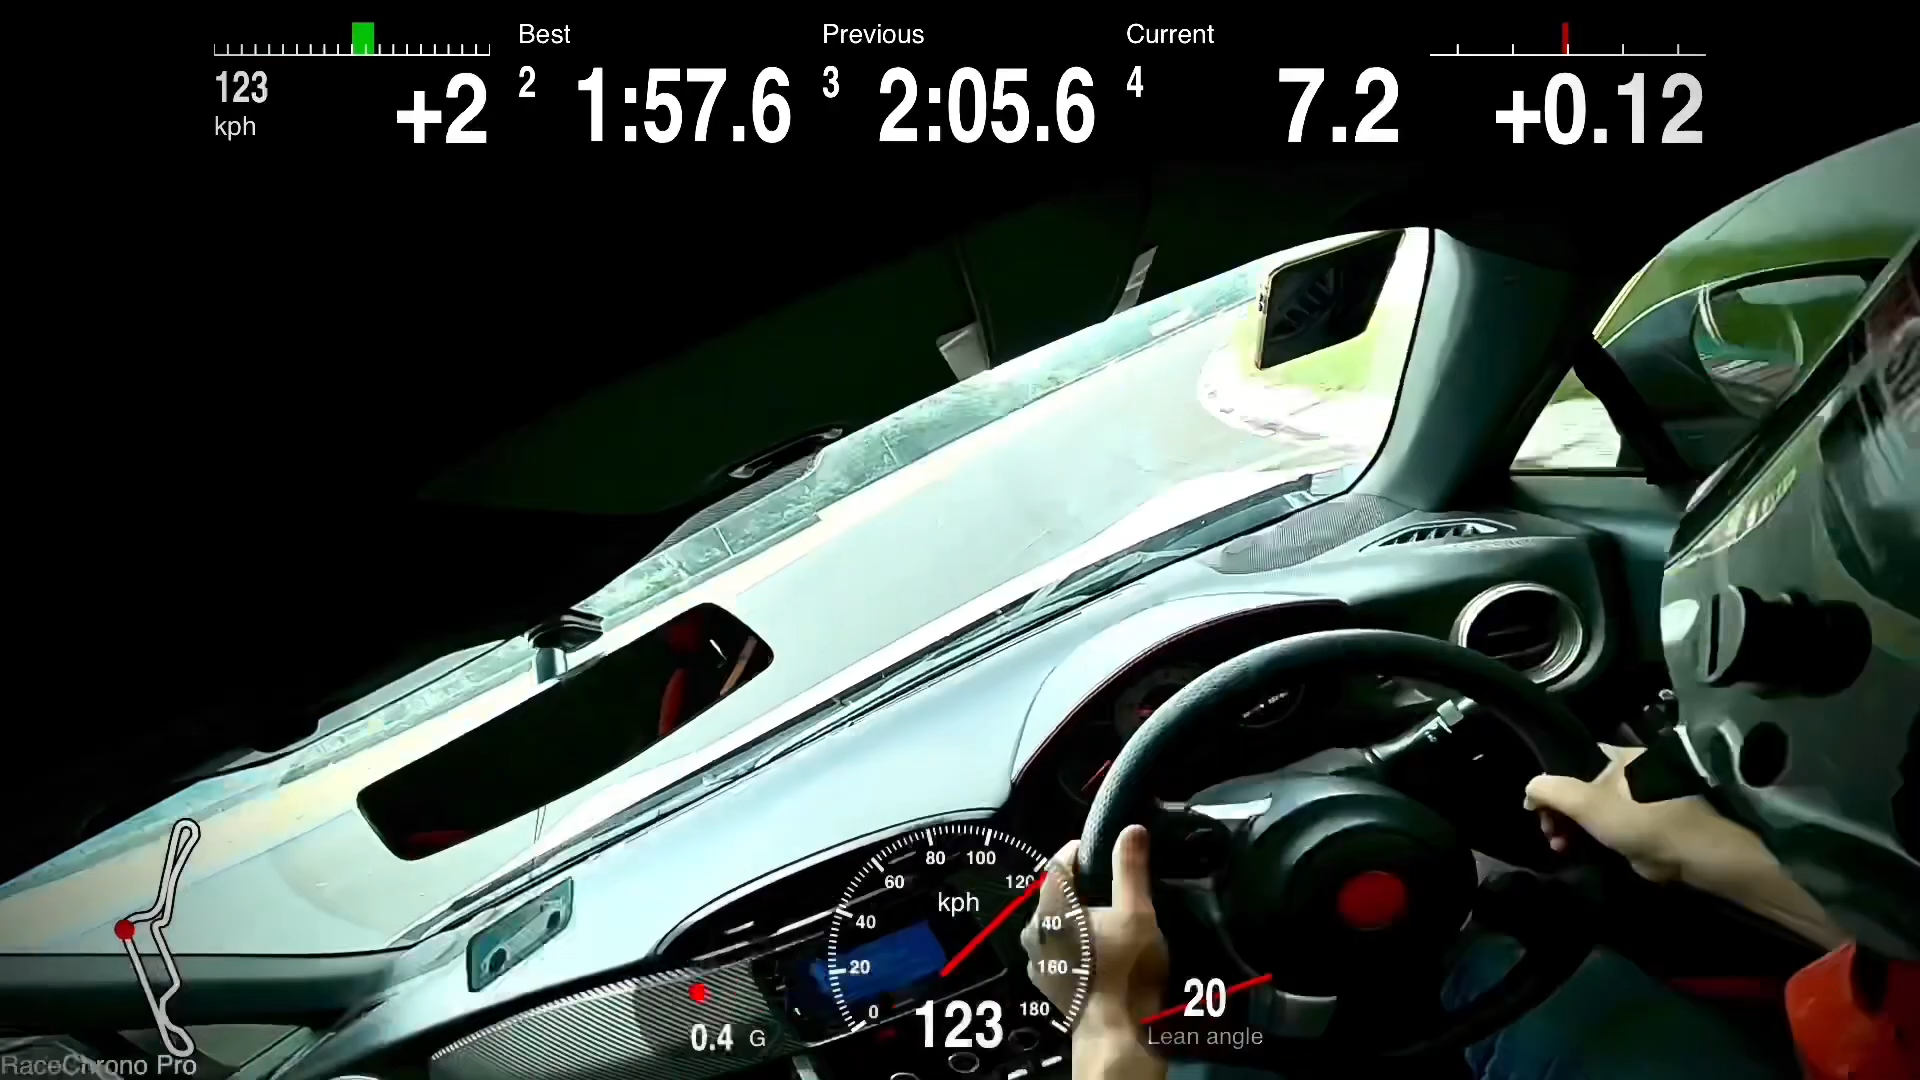 Best
Previous
Current
123
kph
+2
2
1:57.6
3
2:05.6
4
7.2
+0.12
80
100
60
120
kph
40
40
20
160
0
180
123
20
Lean angle
0.4 G
RaceChrono Pro